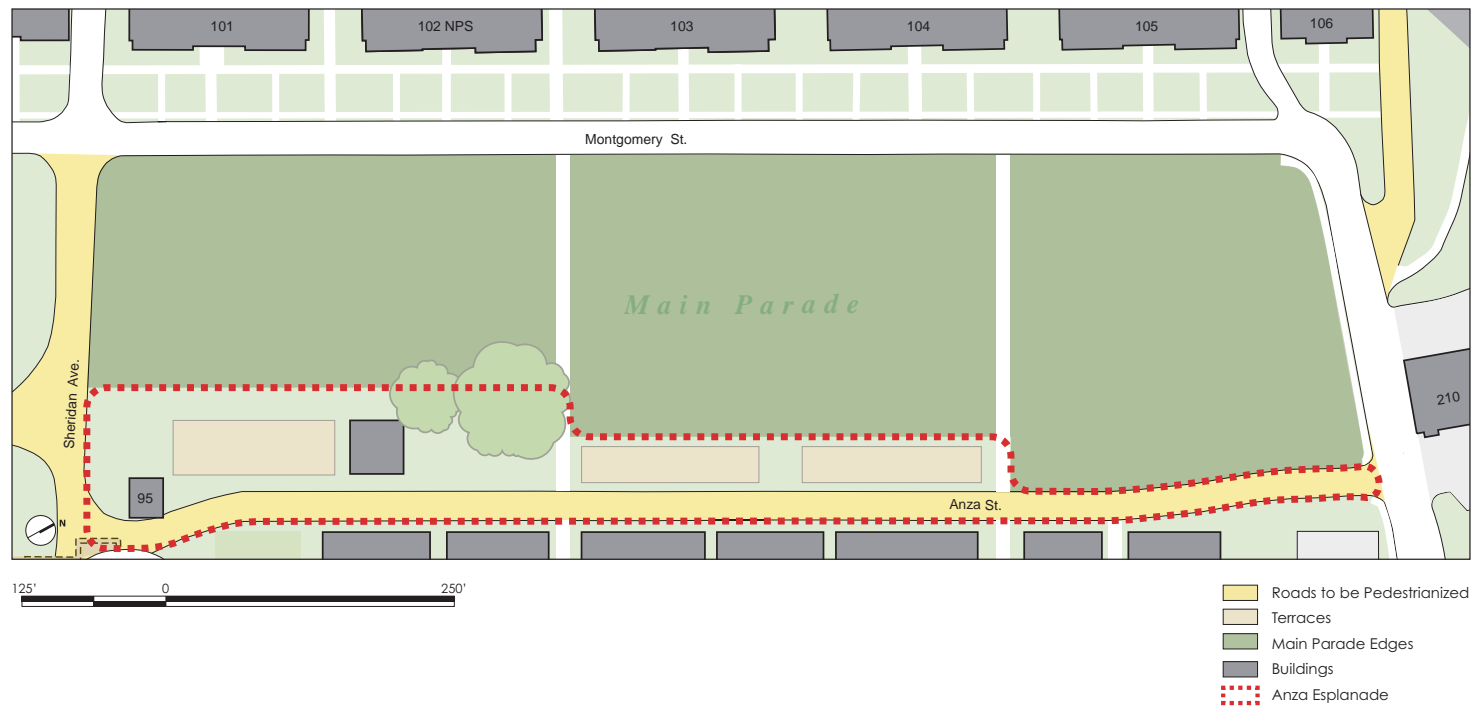 101
102 NPS
103
104
105
106
Montgomery St.
Main Parade
Sheridan Ave.
210
95
Anza St.
N
125' 0 250'
Roads to be Pedestrianized
Terraces
Main Parade Edges
Buildings
Anza Esplanade